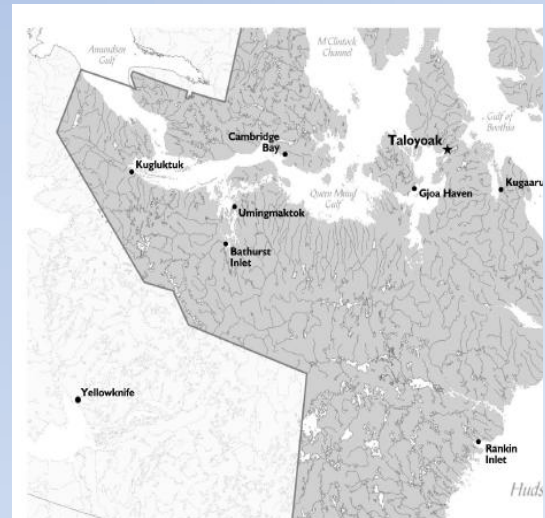 Amundsen
Gulf
M'Clintock
Channel
Gulf of
Boothia
Cambridge
Bay
Taloyoak
Kugluktuk
Queen Maud
Gulf
Gjoa Haven
Kugaaru
Umingmaktok
Bathurst
Inlet
Yellowknife
Rankin
Inlet
Huds